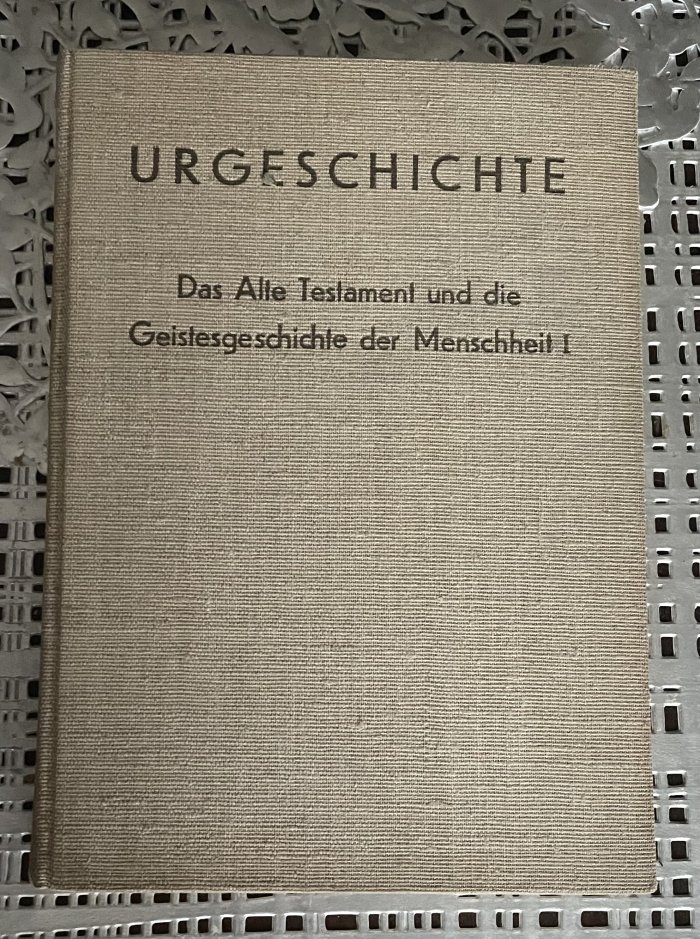 URGESCHICHTE
Das Alte Testament und die
Geistesgeschichte der Menschheit I